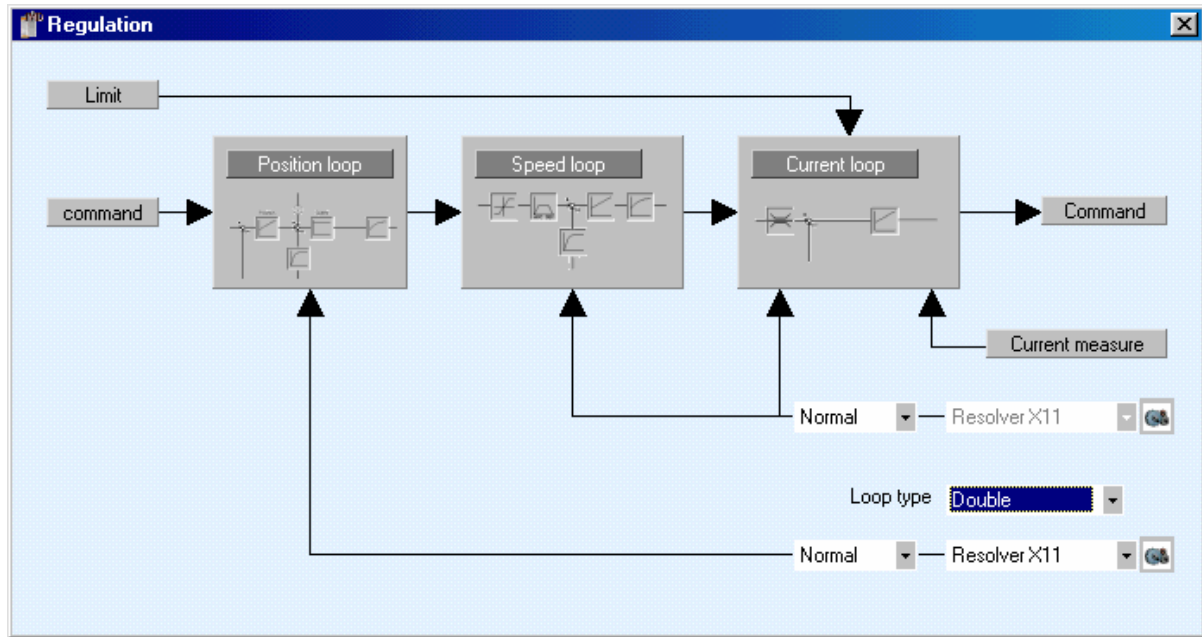 Regulation
Limit
Position loop
Speed loop
Current loop
command
Command
Current measure
Normal
Resolver X11
Loop type
Double
Normal
Resolver X11